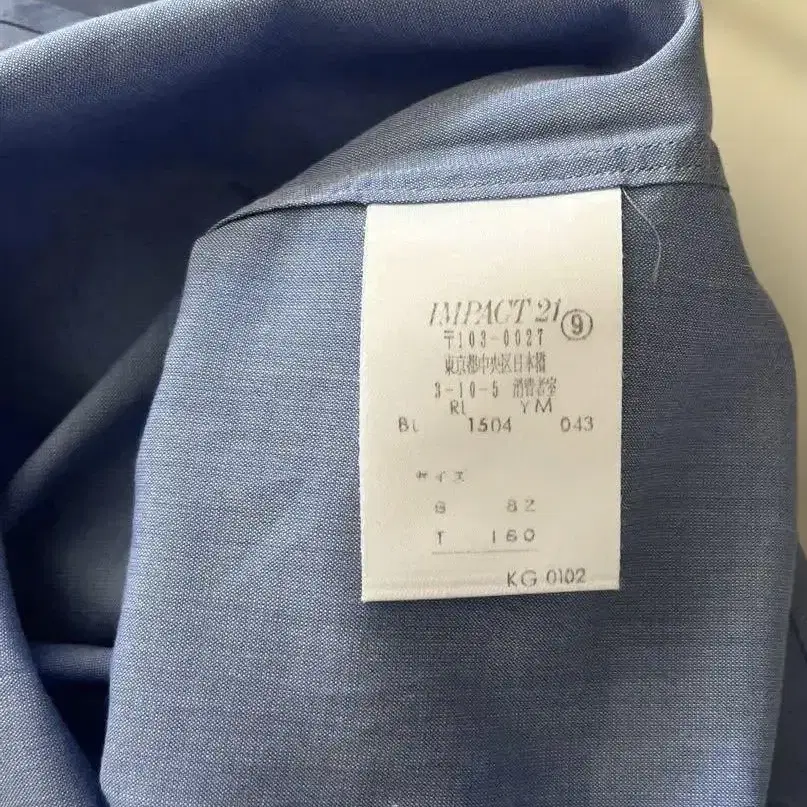 IMPACT 21 ⑨
〒103-0027
東京都中央区日本橋
3-10-5 消費者室
RL YM
BL 1504 043
サイズ
B 82
T 160
KG 0102